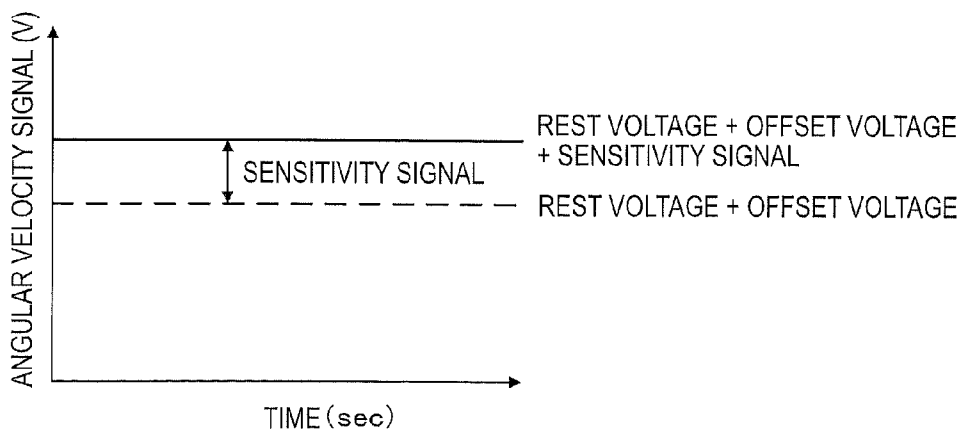 ANGULAR VELOCITY SIGNAL (V)
REST VOLTAGE + OFFSET VOLTAGE
+ SENSITIVITY SIGNAL
SENSITIVITY SIGNAL
REST VOLTAGE + OFFSET VOLTAGE
TIME (sec)